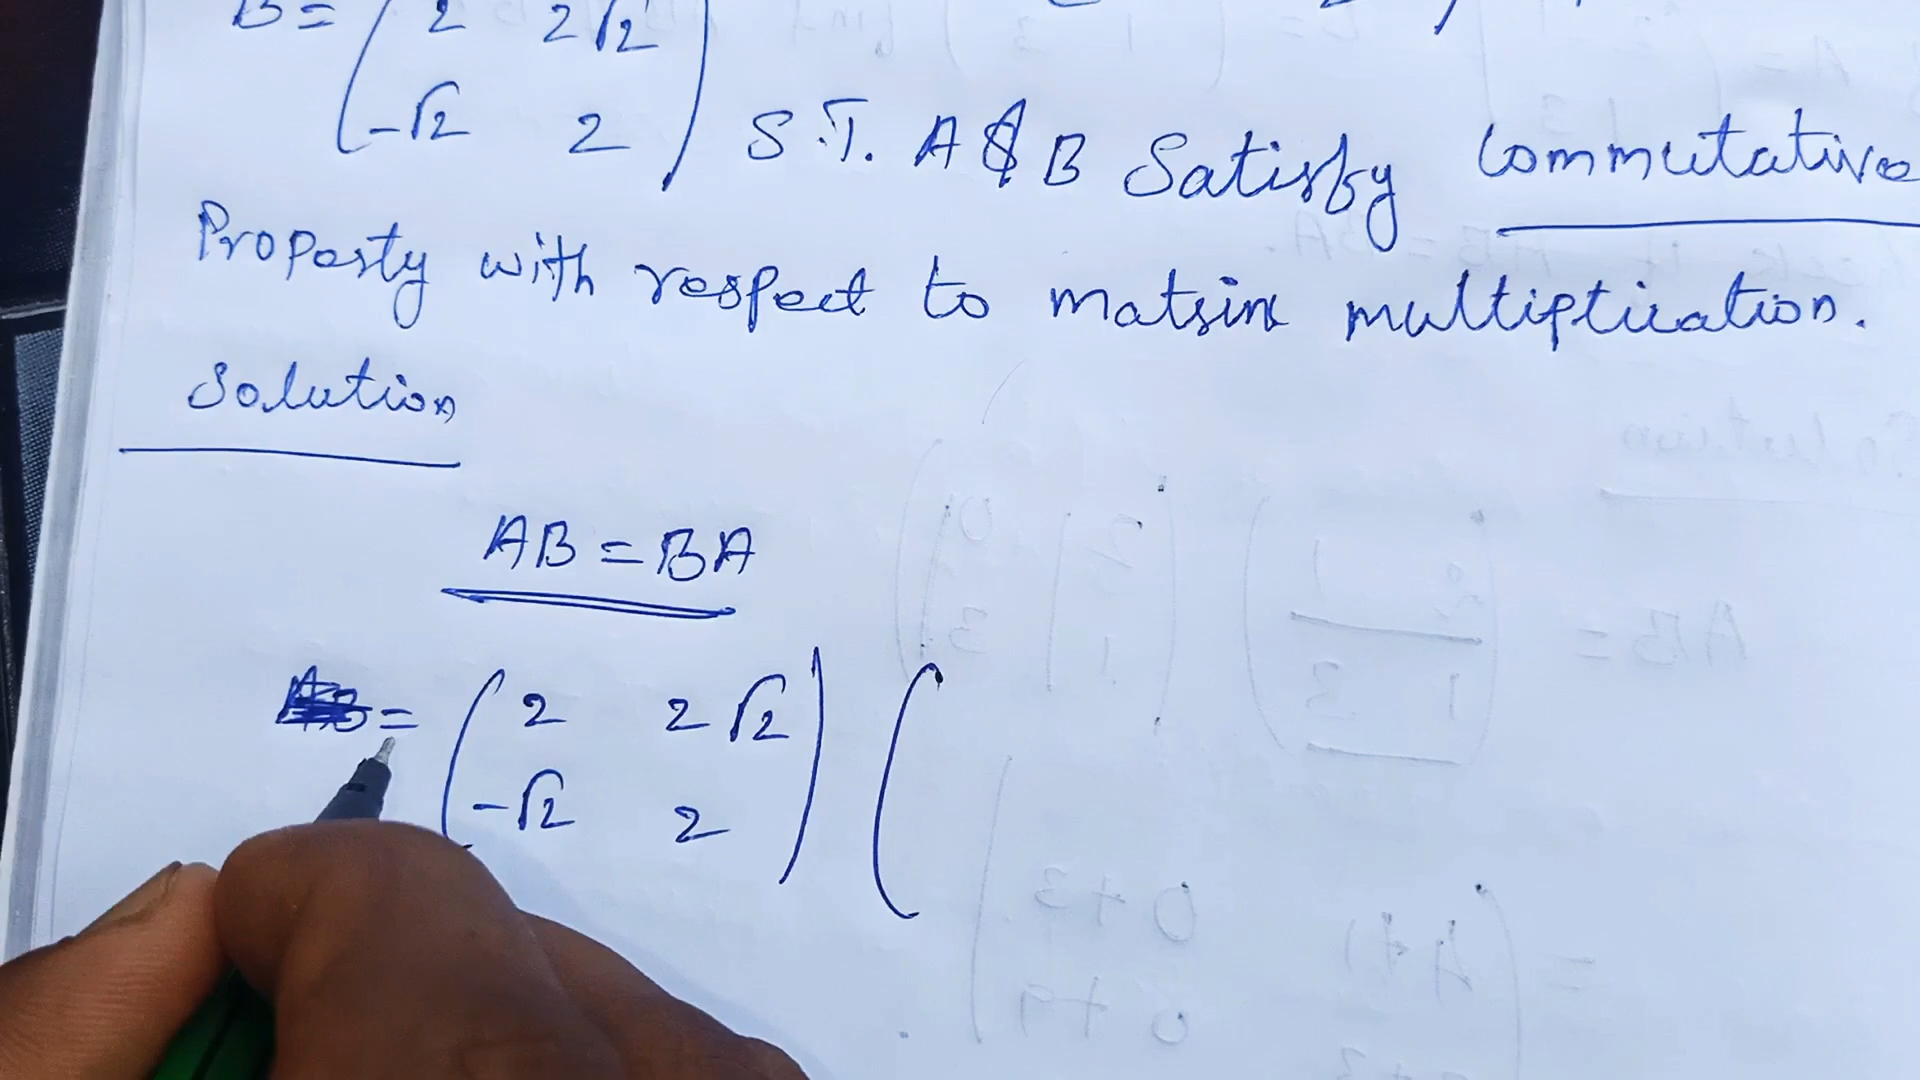 B = ( 2 2√2
-√2 2 ) S.T. A & B Satisfy Commutative
Property with respect to matrix multiplication.
Solution
AB = BA
= ( 2 2√2 ) (
-√2 2